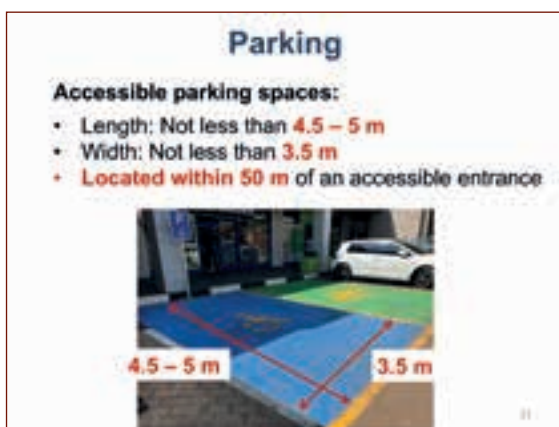 Parking
Accessible parking spaces:
• Length: Not less than 4.5 – 5 m
• Width: Not less than 3.5 m
• Located within 50 m of an accessible entrance
4.5 – 5 m
3.5 m